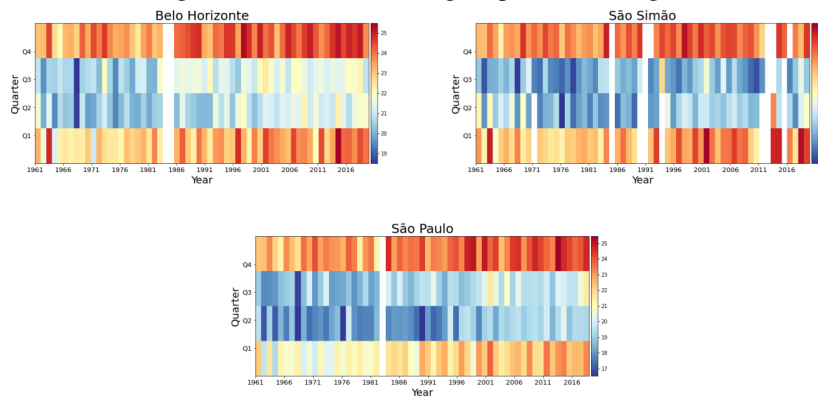 Belo Horizonte
Quarter
Q4
Q3
Q2
Q1
25
24
23
22
21
20
19
1961 1966 1971 1976 1981 1986 1991 1996 2001 2006 2011 2016
Year
São Simão
Quarter
Q4
Q3
Q2
Q1
1961 1966 1971 1976 1981 1986 1991 1996 2001 2006 2011 2016
Year
São Paulo
Quarter
Q4
Q3
Q2
Q1
25
24
23
22
21
20
19
18
17
1961 1966 1971 1976 1981 1986 1991 1996 2001 2006 2011 2016
Year